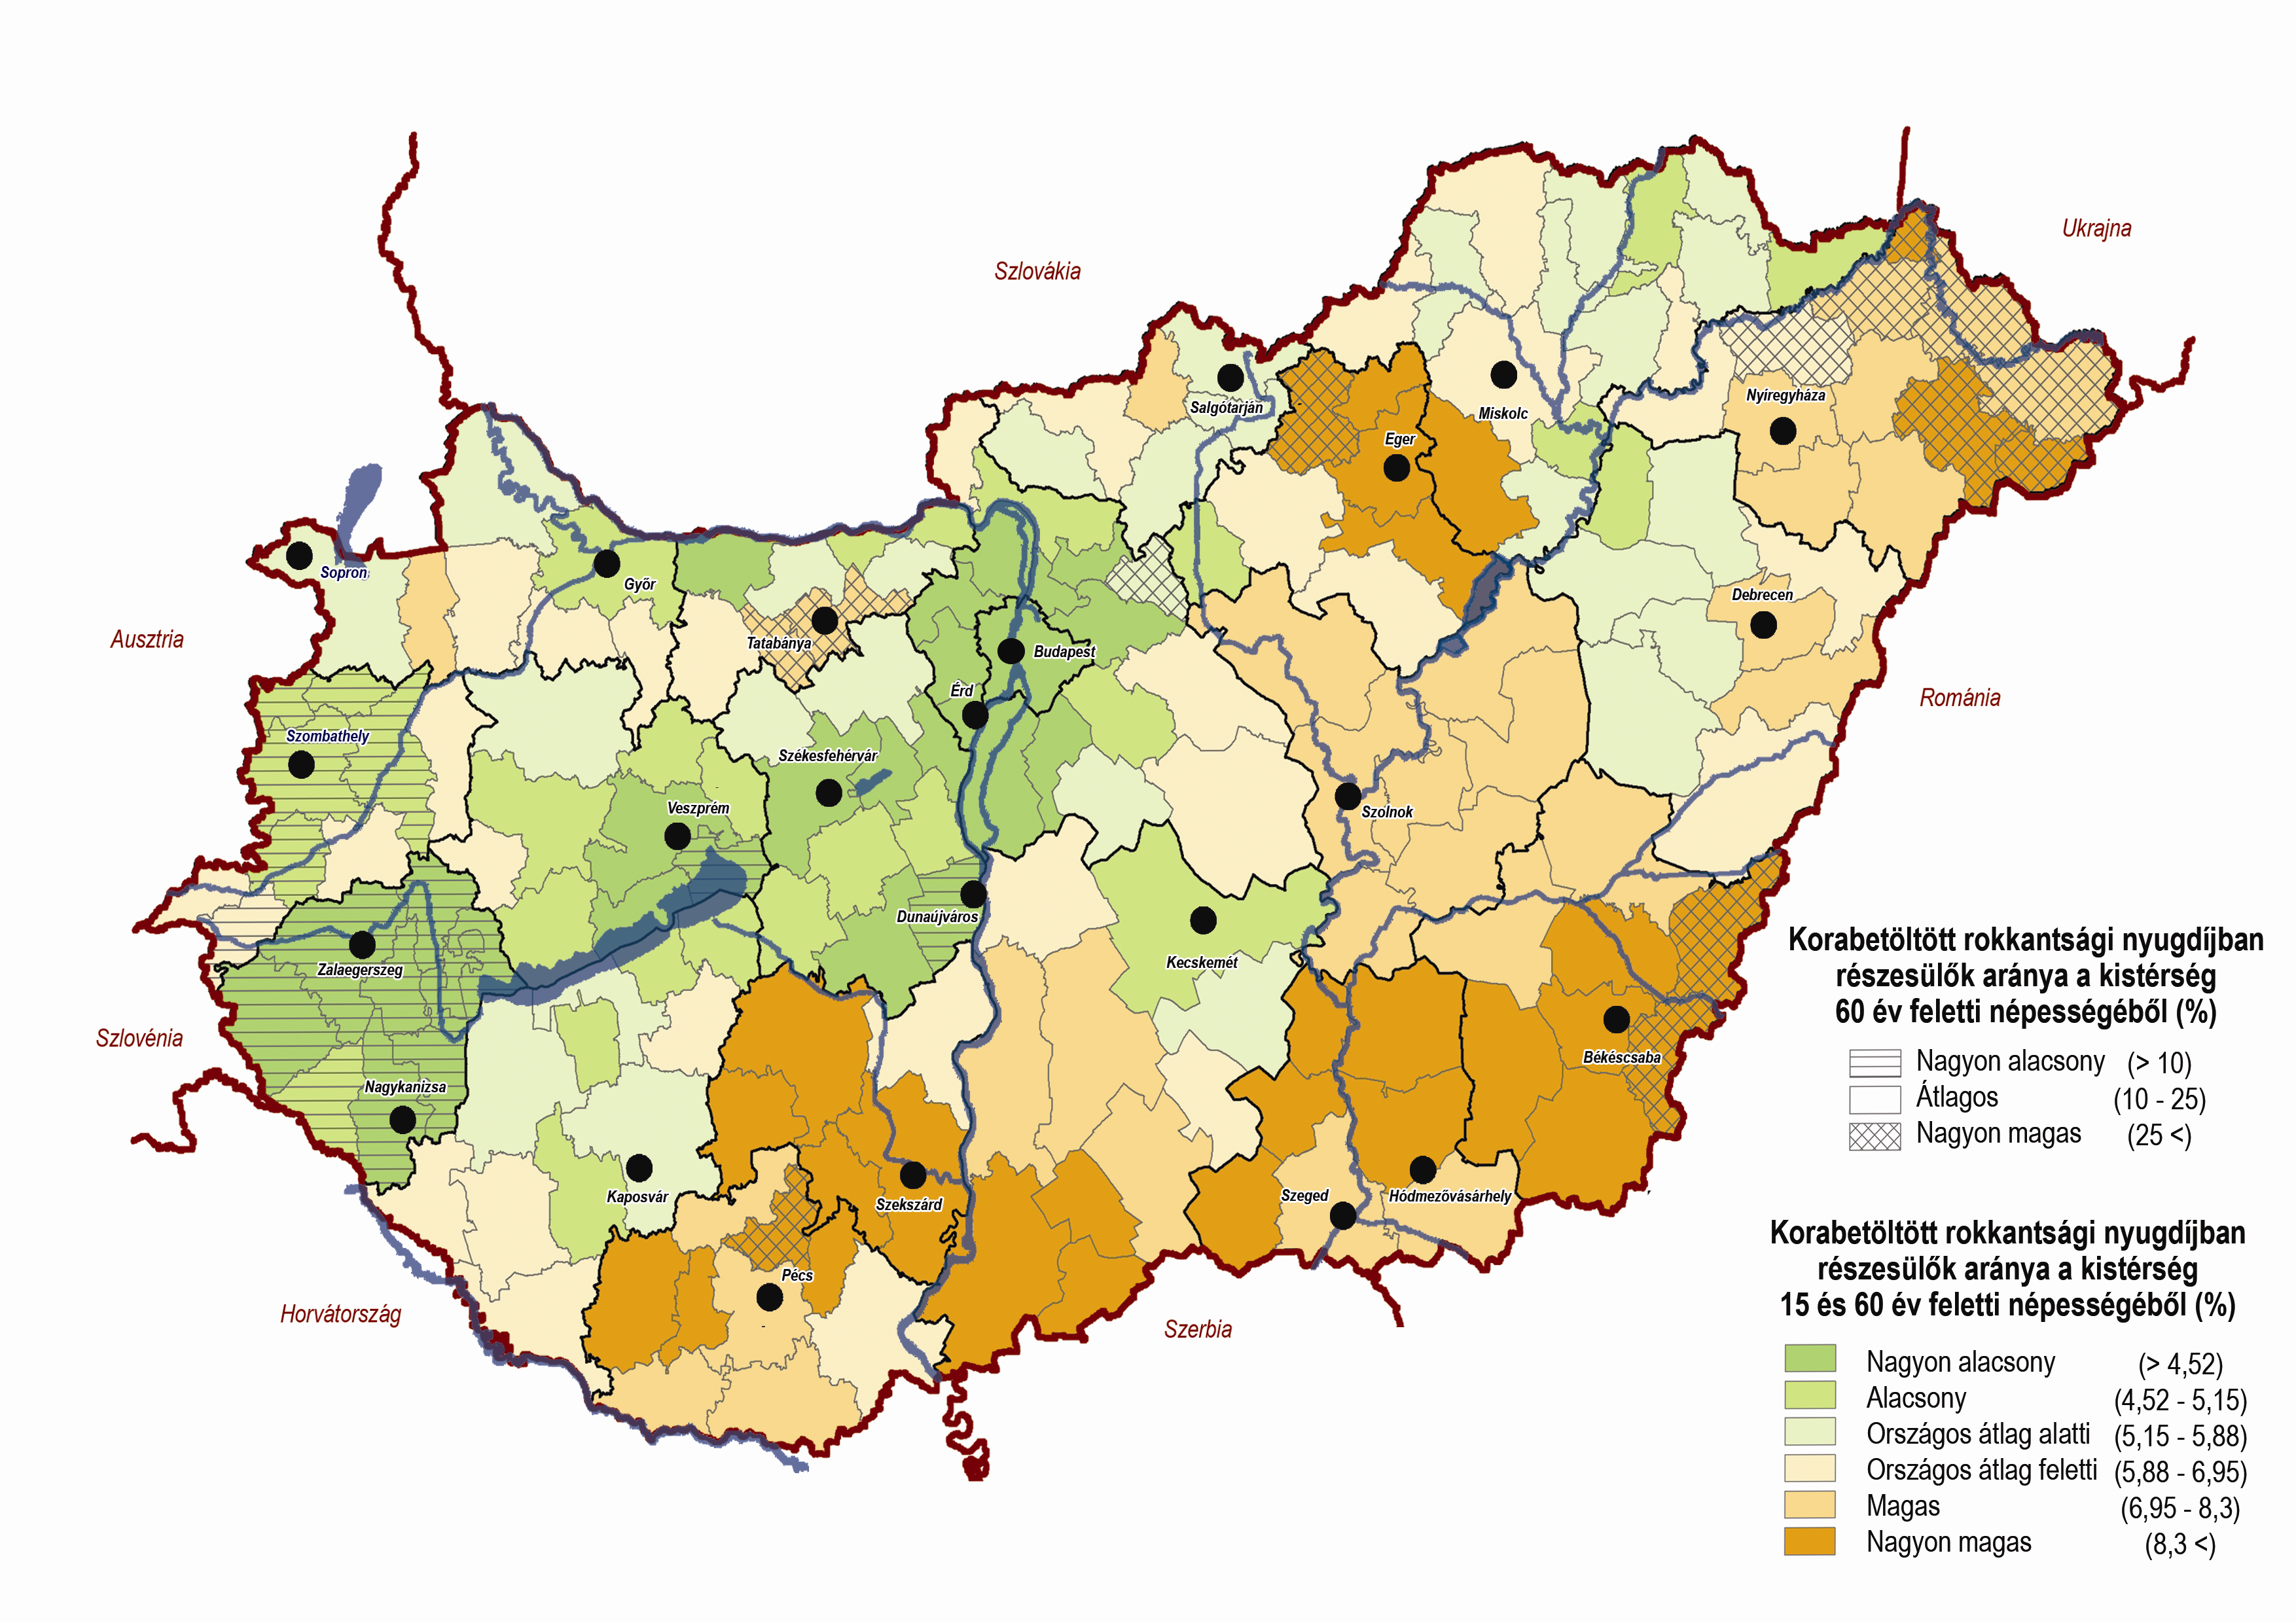 Ukrajna
Szlovákia
Salgótarján
Miskolc
Nyíregyháza
Eger
Sopron
Győr
Debrecen
Ausztria
Tatabánya
Budapest
Érd
Románia
Szombathely
Székesfehérvár
Veszprém
Szolnok
Dunaújváros
Zalaegerszeg
Kecskemét
Szlovénia
Békéscsaba
Nagykanizsa
Kaposvár
Szekszárd
Szeged
Hódmezővásárhely
Pécs
Horvátország
Szerbia
Korabetöltött rokkantsági nyugdíjban
részesülők aránya a kistérség
60 év feletti népességéből (%)
Nagyon alacsony (> 10)
Átlagos (10 - 25)
Nagyon magas (25 <)
Korabetöltött rokkantsági nyugdíjban
részesülők aránya a kistérség
15 és 60 év feletti népességéből (%)
Nagyon alacsony (> 4,52)
Alacsony (4,52 - 5,15)
Országos átlag alatti (5,15 - 5,88)
Országos átlag feletti (5,88 - 6,95)
Magas (6,95 - 8,3)
Nagyon magas (8,3 <)